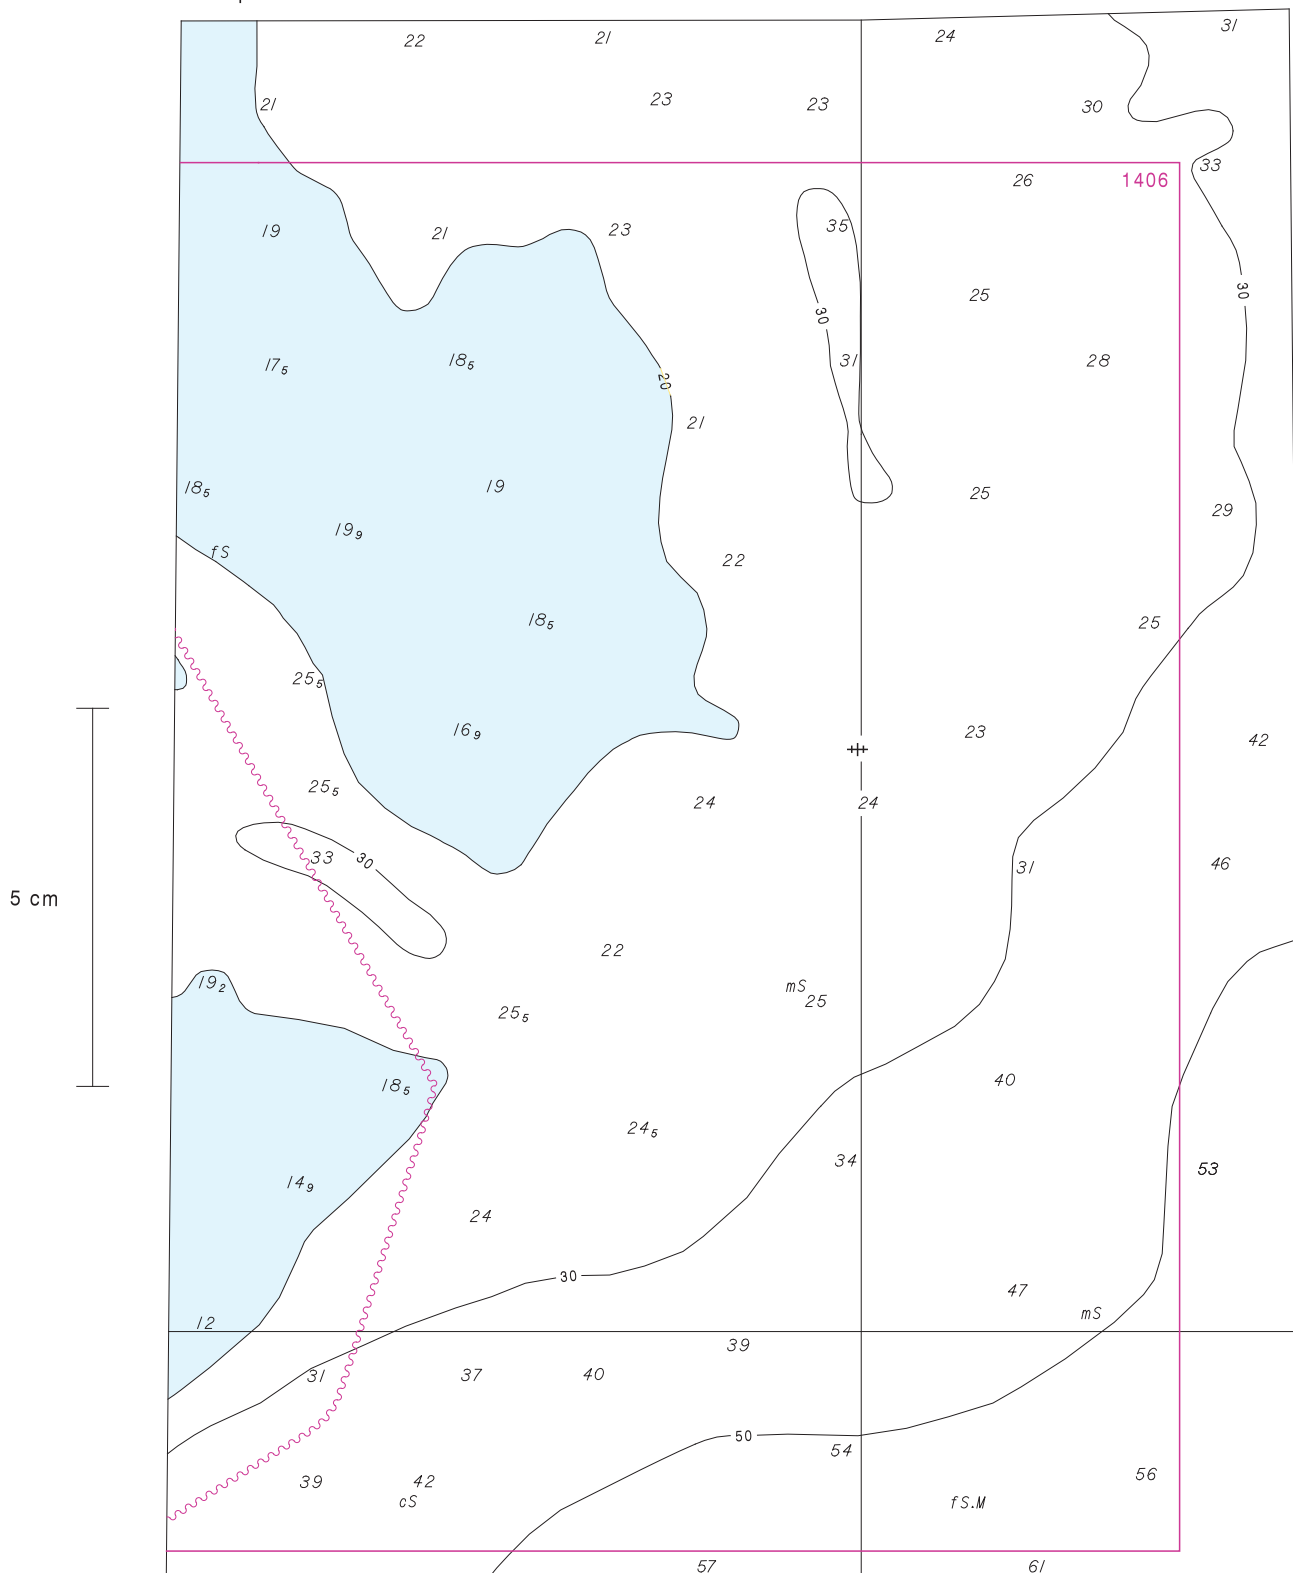 22 21 24 31
21 23 23 30
33
26 1406
19 21 23 35
25 30
30
17₅ 18₅ 31 28
20
21
18₅ 19 25
19₉ 29
fS 22
18₅ 25
25₅
16₉ 23 42
25₅ 24 24
33 30 31 46
5 cm
22
19₂ mS 25
25₅
18₅ 40
24₅
34 53
14₉
24
30 47
12 mS
39
31 37 40
50 54
39 42 56
cS fS.M
57 61